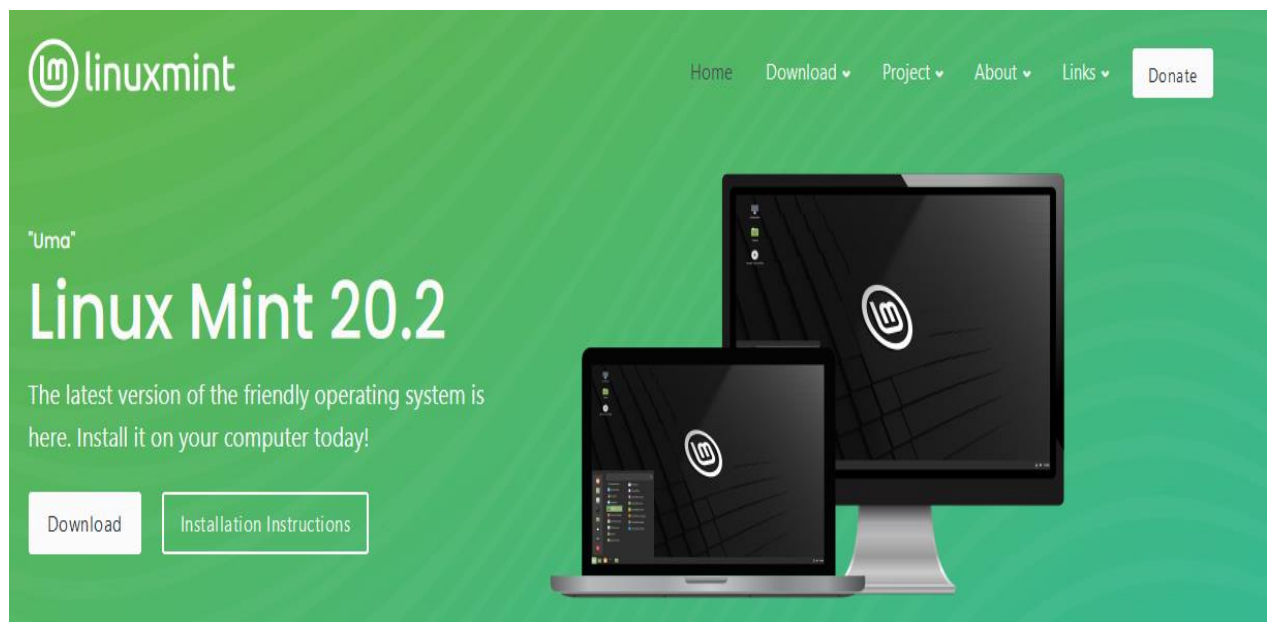 linuxmint
Home Download Project About Links Donate
"Uma"
Linux Mint 20.2
The latest version of the friendly operating system is
here. Install it on your computer today!
Download Installation Instructions